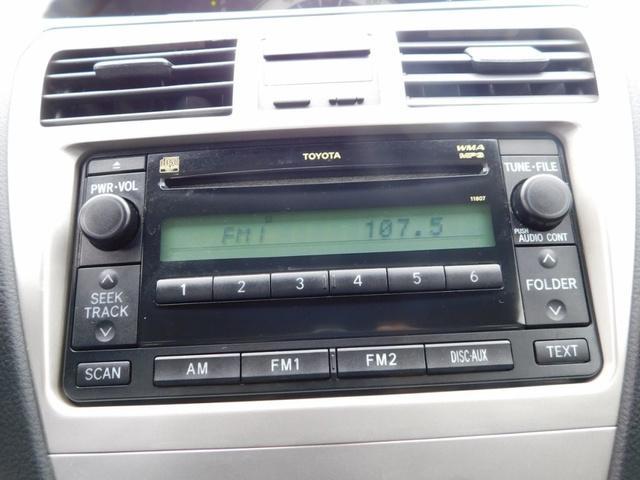 TOYOTA
WMA
MP3
PWR·VOL
TUNE·FILE
11807
FM1 107.5
PUSH
AUDIO CONT
1 2 3 4 5 6
SEEK
TRACK
FOLDER
SCAN
AM
FM1
FM2
DISC·AUX
TEXT